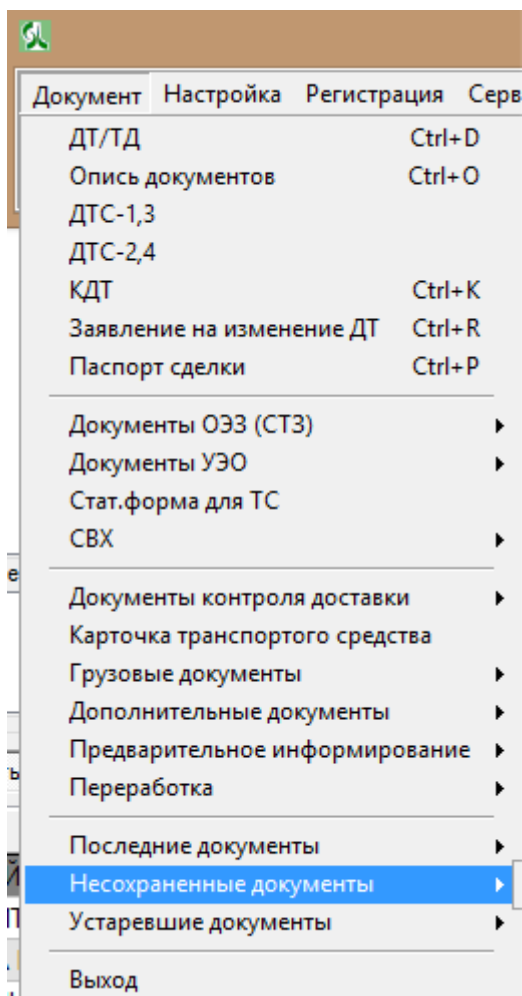 Документ Настройка Регистрация Серв
ДТ/ТД Ctrl+D
Опись документов Ctrl+O
ДТС-1,3
ДТС-2,4
КДТ Ctrl+K
Заявление на изменение ДТ Ctrl+R
Паспорт сделки Ctrl+P
Документы ОЭЗ (СТЗ)
Документы УЭО
Стат.форма для ТС
СВХ
Документы контроля доставки
Карточка транспортого средства
Грузовые документы
Дополнительные документы
Предварительное информирование
Переработка
Последние документы
Несохраненные документы
Устаревшие документы
Выход